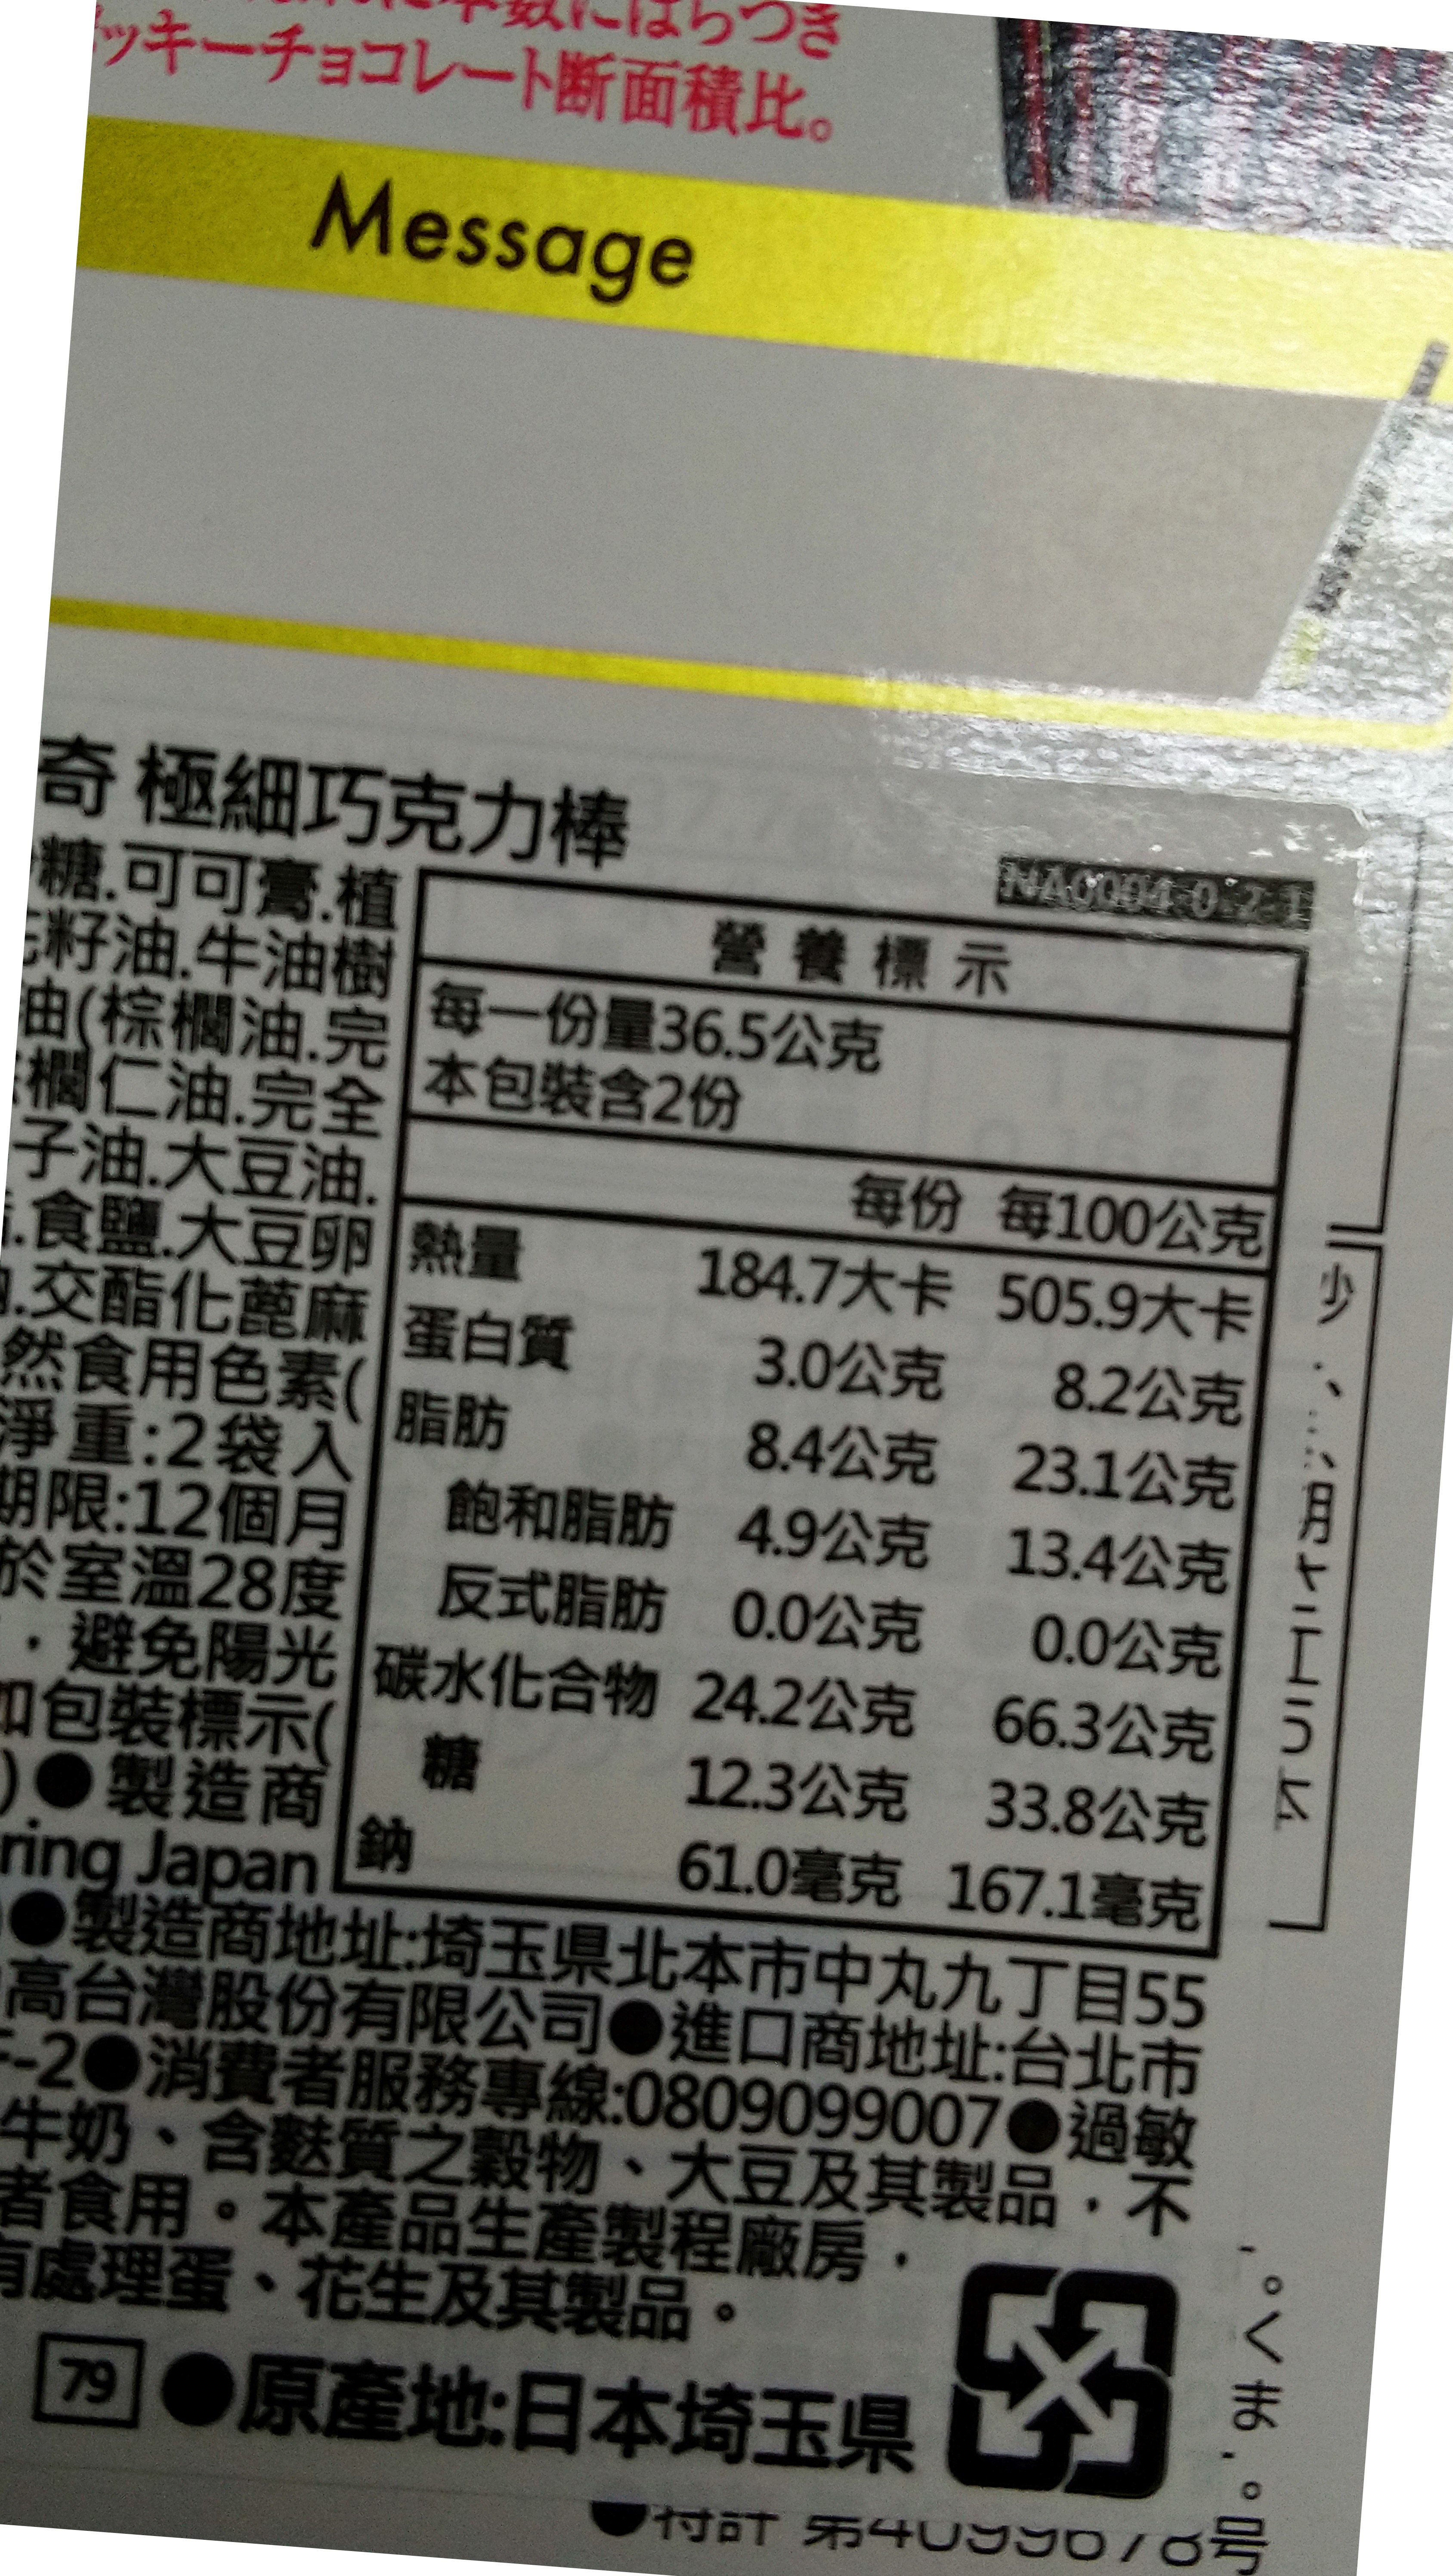 本数にばらつき
ッキーチョコレート断面積比。
Message
奇 極細巧克力棒
NA0004-0.2-1
糖.可可膏.植
籽油.牛油樹
油(棕櫚油.完
櫚仁油.完全
子油.大豆油.
.食鹽.大豆卵
.交酯化蓖麻
然食用色素(
淨重:2袋入
期限:12個月
於室溫28度
，避免陽光
如包裝標示(
)●製造商
ring Japan
營養標示
每一份量36.5公克
本包裝含2份
每份 每100公克
熱量 184.7大卡 505.9大卡
蛋白質 3.0公克 8.2公克
脂肪 8.4公克 23.1公克
飽和脂肪 4.9公克 13.4公克
反式脂肪 0.0公克 0.0公克
碳水化合物 24.2公克 66.3公克
糖 12.3公克 33.8公克
鈉 61.0毫克 167.1毫克
●製造商地址:埼玉県北本市中丸九丁目55
高台灣股份有限公司●進口商地址:台北市
-2●消費者服務專線:0809099007●過敏
牛奶、含麩質之穀物、大豆及其製品，不
者食用。本產品生產製程廠房，
有處理蛋、花生及其製品。
79 ●原產地:日本埼玉県
●特許 第4099678号